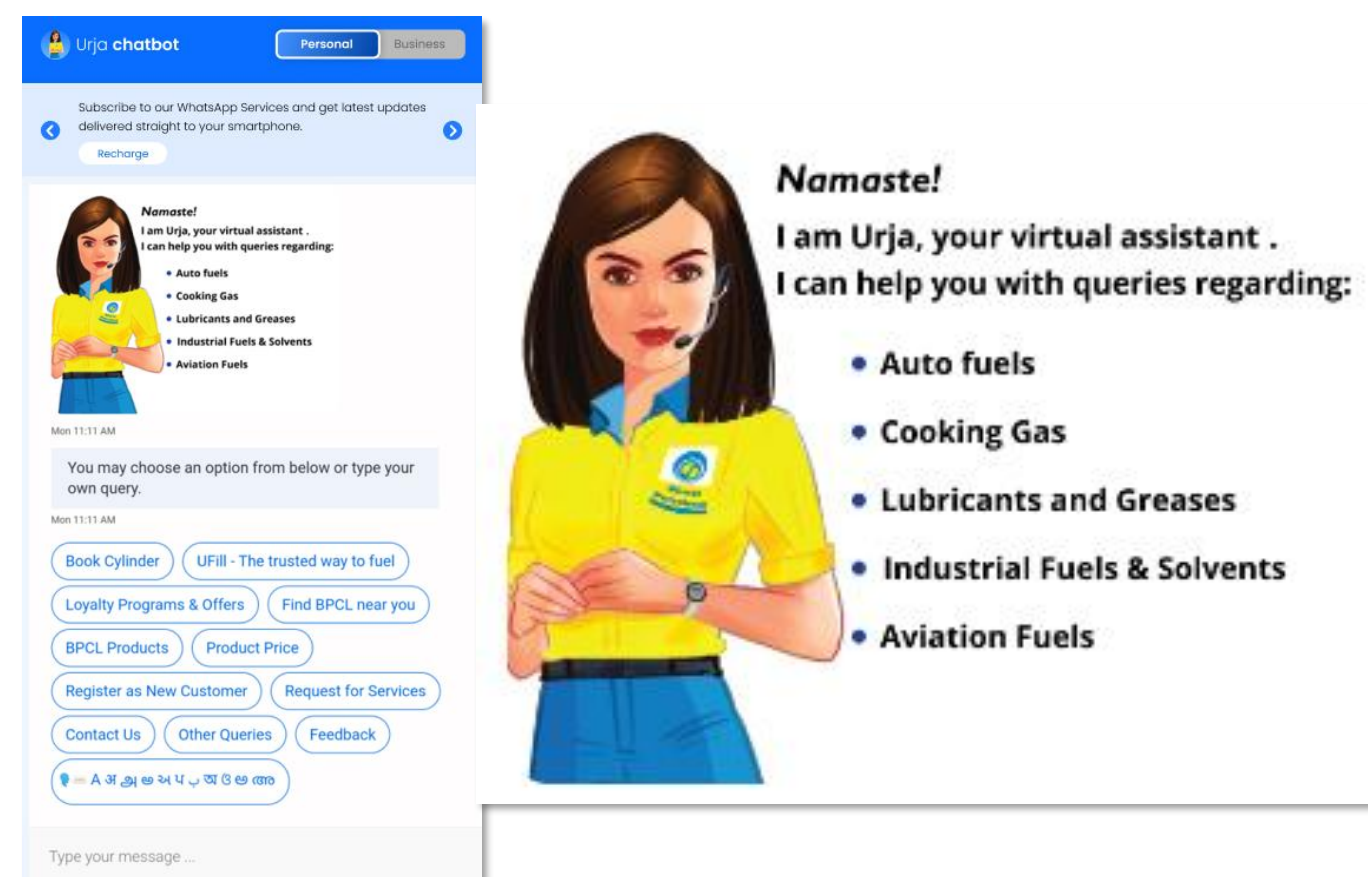 Urja chatbot
Personal
Business
Subscribe to our WhatsApp Services and get latest updates
delivered straight to your smartphone.
Recharge
Namaste!
I am Urja, your virtual assistant .
I can help you with queries regarding:
• Auto fuels
• Cooking Gas
• Lubricants and Greases
• Industrial Fuels & Solvents
• Aviation Fuels
Mon 11:11 AM
You may choose an option from below or type your
own query.
Mon 11:11 AM
Book Cylinder
UFill - The trusted way to fuel
Loyalty Programs & Offers
Find BPCL near you
BPCL Products
Product Price
Register as New Customer
Request for Services
Contact Us
Other Queries
Feedback
A अ அ ಅ અ ਪ ب অ ଓ అ അ
Type your message ...
Namaste!
I am Urja, your virtual assistant .
I can help you with queries regarding:
• Auto fuels
• Cooking Gas
• Lubricants and Greases
• Industrial Fuels & Solvents
• Aviation Fuels